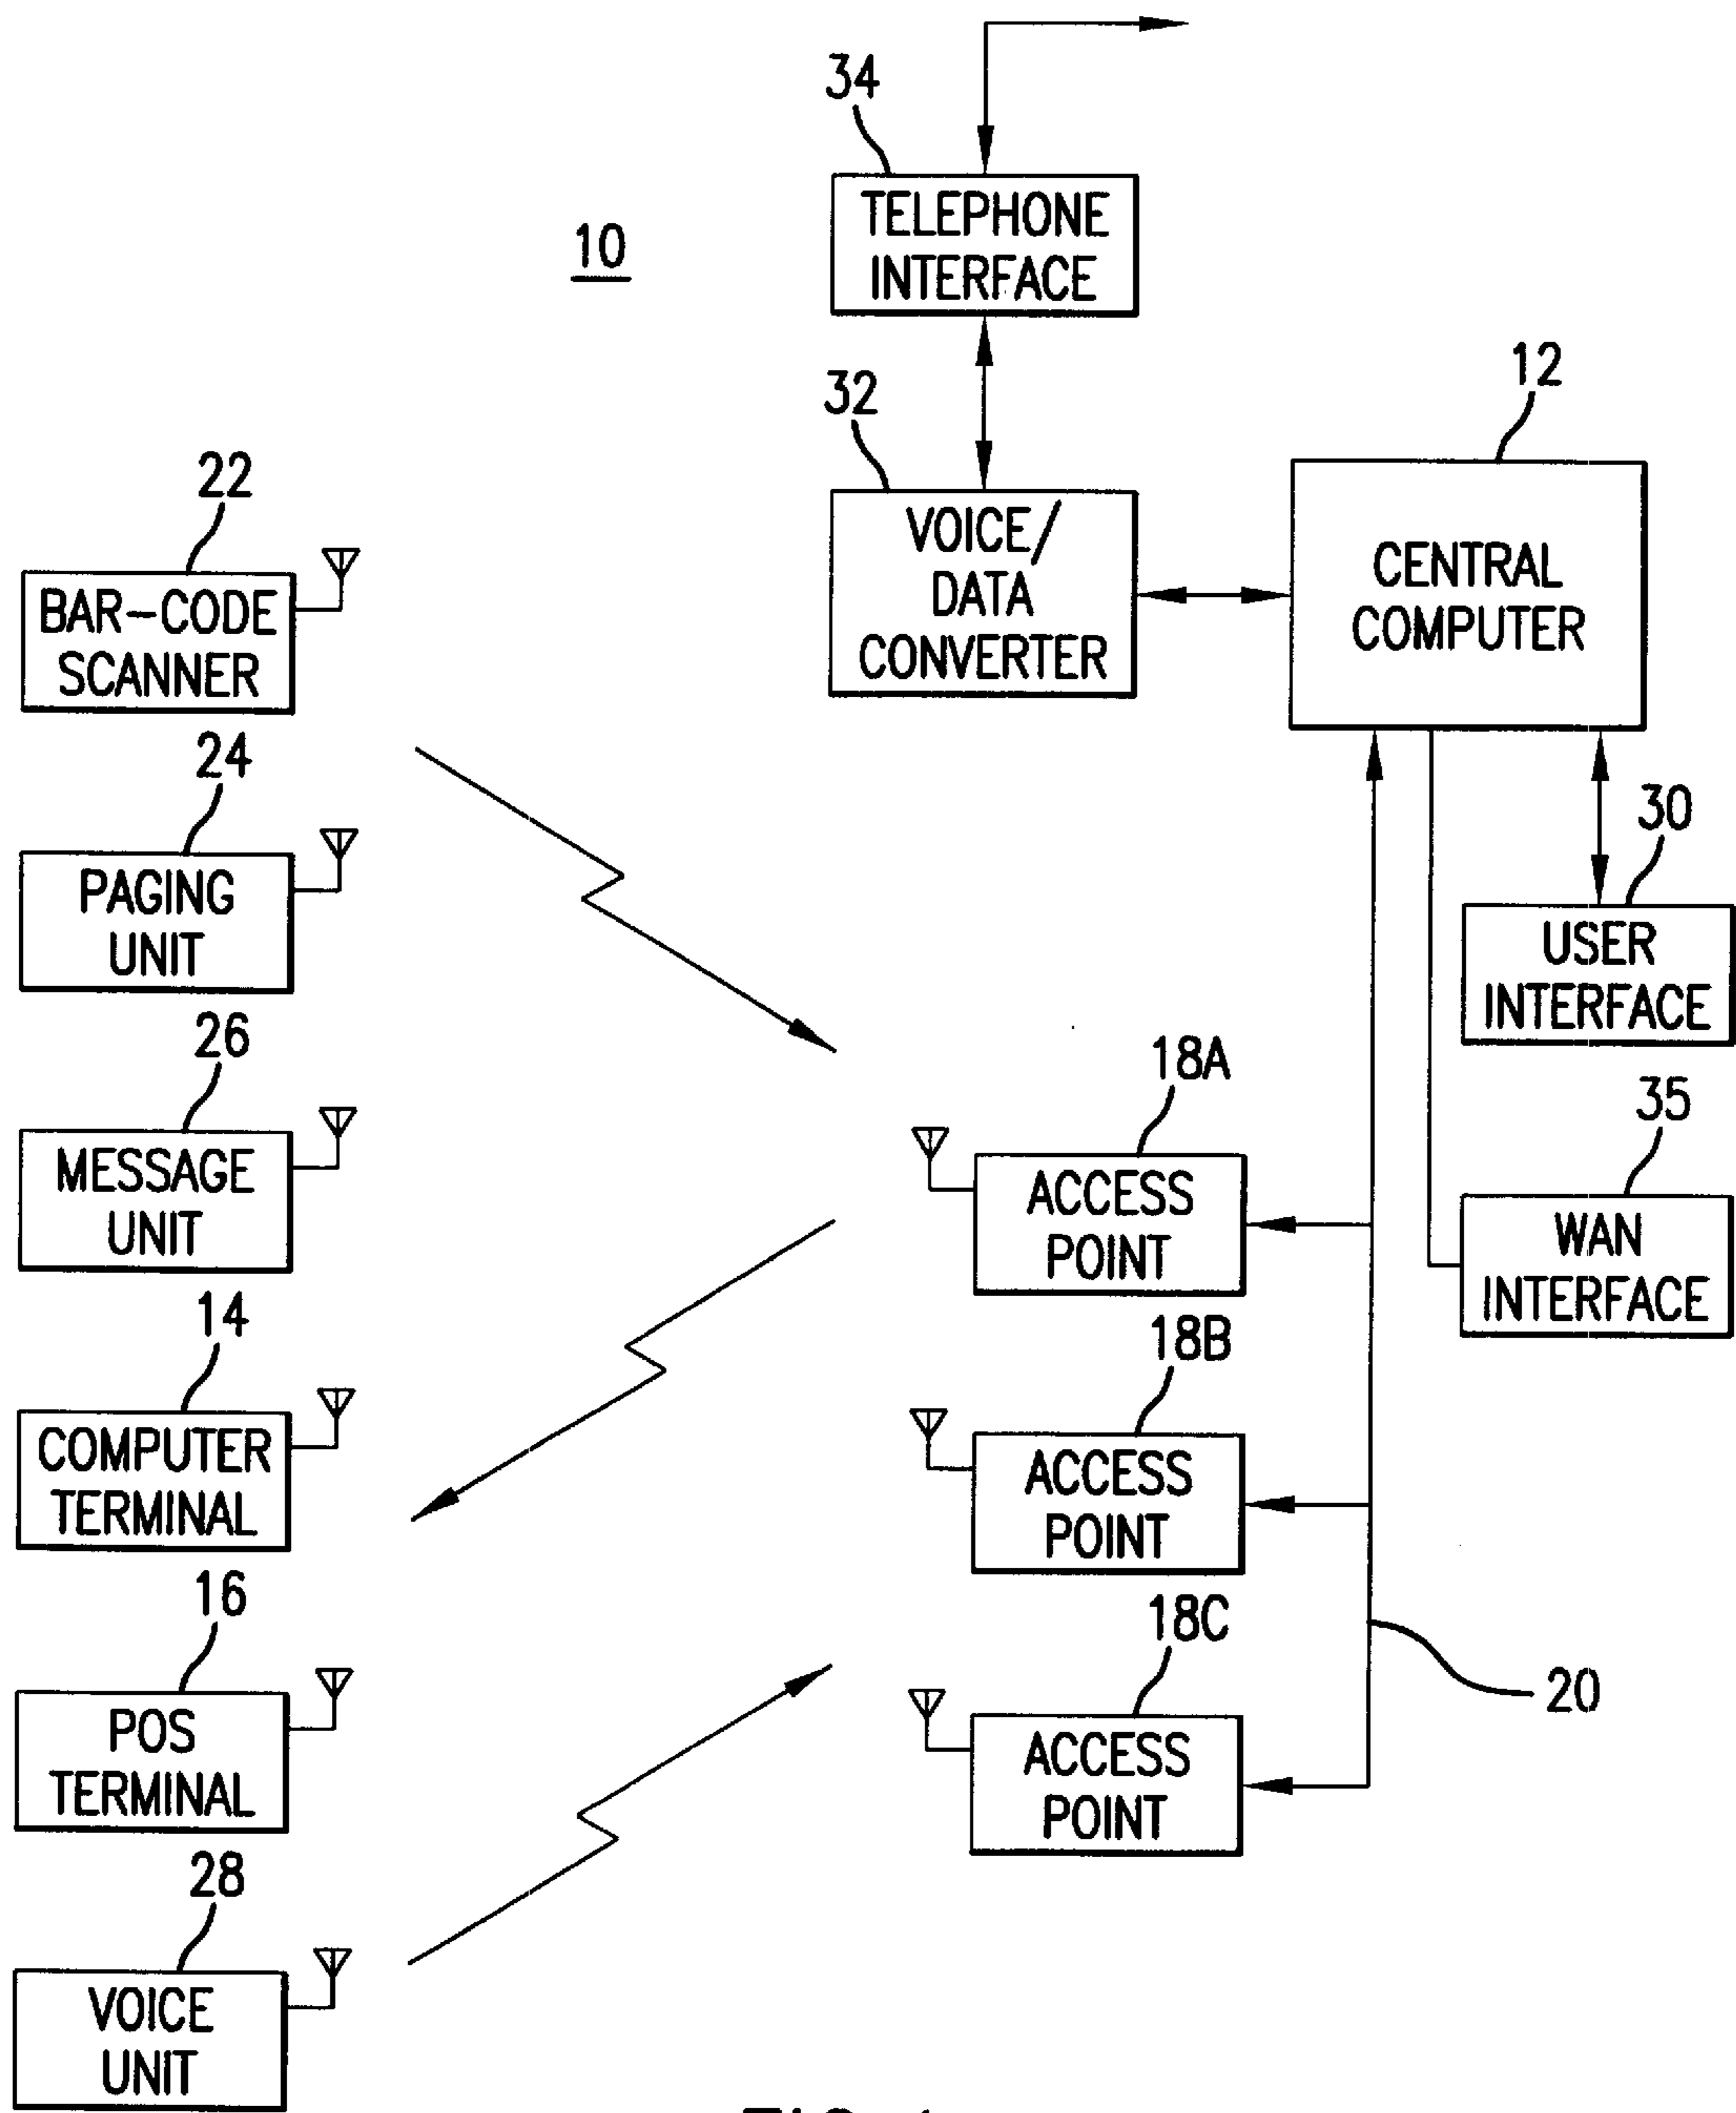 34
TELEPHONE
INTERFACE
10
32
VOICE/
DATA
CONVERTER
12
CENTRAL
COMPUTER
22
BAR-CODE
SCANNER
24
PAGING
UNIT
30
USER
INTERFACE
26
MESSAGE
UNIT
18A
ACCESS
POINT
35
WAN
INTERFACE
14
COMPUTER
TERMINAL
18B
ACCESS
POINT
16
POS
TERMINAL
18C
ACCESS
POINT
20
28
VOICE
UNIT